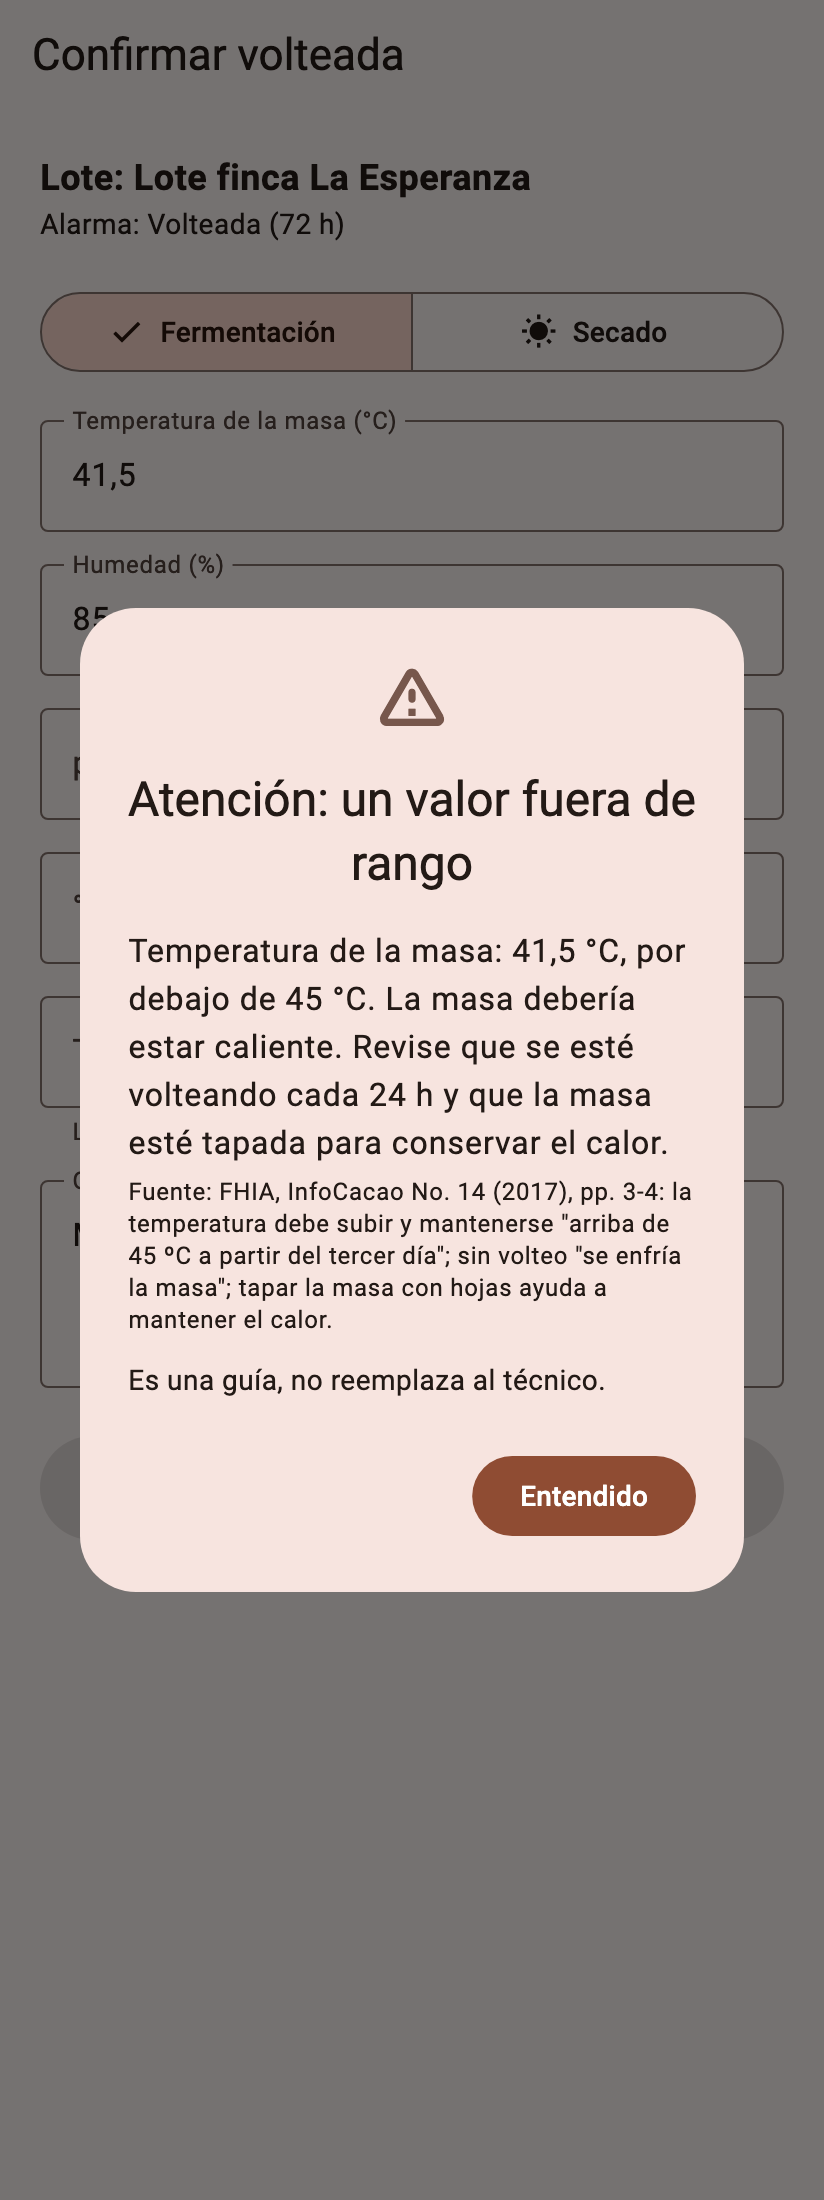 Confirmar volteada
Lote: Lote finca La Esperanza
Alarma: Volteada (72 h)
Fermentación
Secado
Temperatura de la masa (°C)
41,5
Humedad (%)
85
Atención: un valor fuera de
rango
Temperatura de la masa: 41,5 °C, por
debajo de 45 °C. La masa debería
estar caliente. Revise que se esté
volteando cada 24 h y que la masa
esté tapada para conservar el calor.
Fuente: FHIA, InfoCacao No. 14 (2017), pp. 3-4: la
temperatura debe subir y mantenerse "arriba de
45 ºC a partir del tercer día"; sin volteo "se enfría
la masa"; tapar la masa con hojas ayuda a
mantener el calor.
Es una guía, no reemplaza al técnico.
Entendido